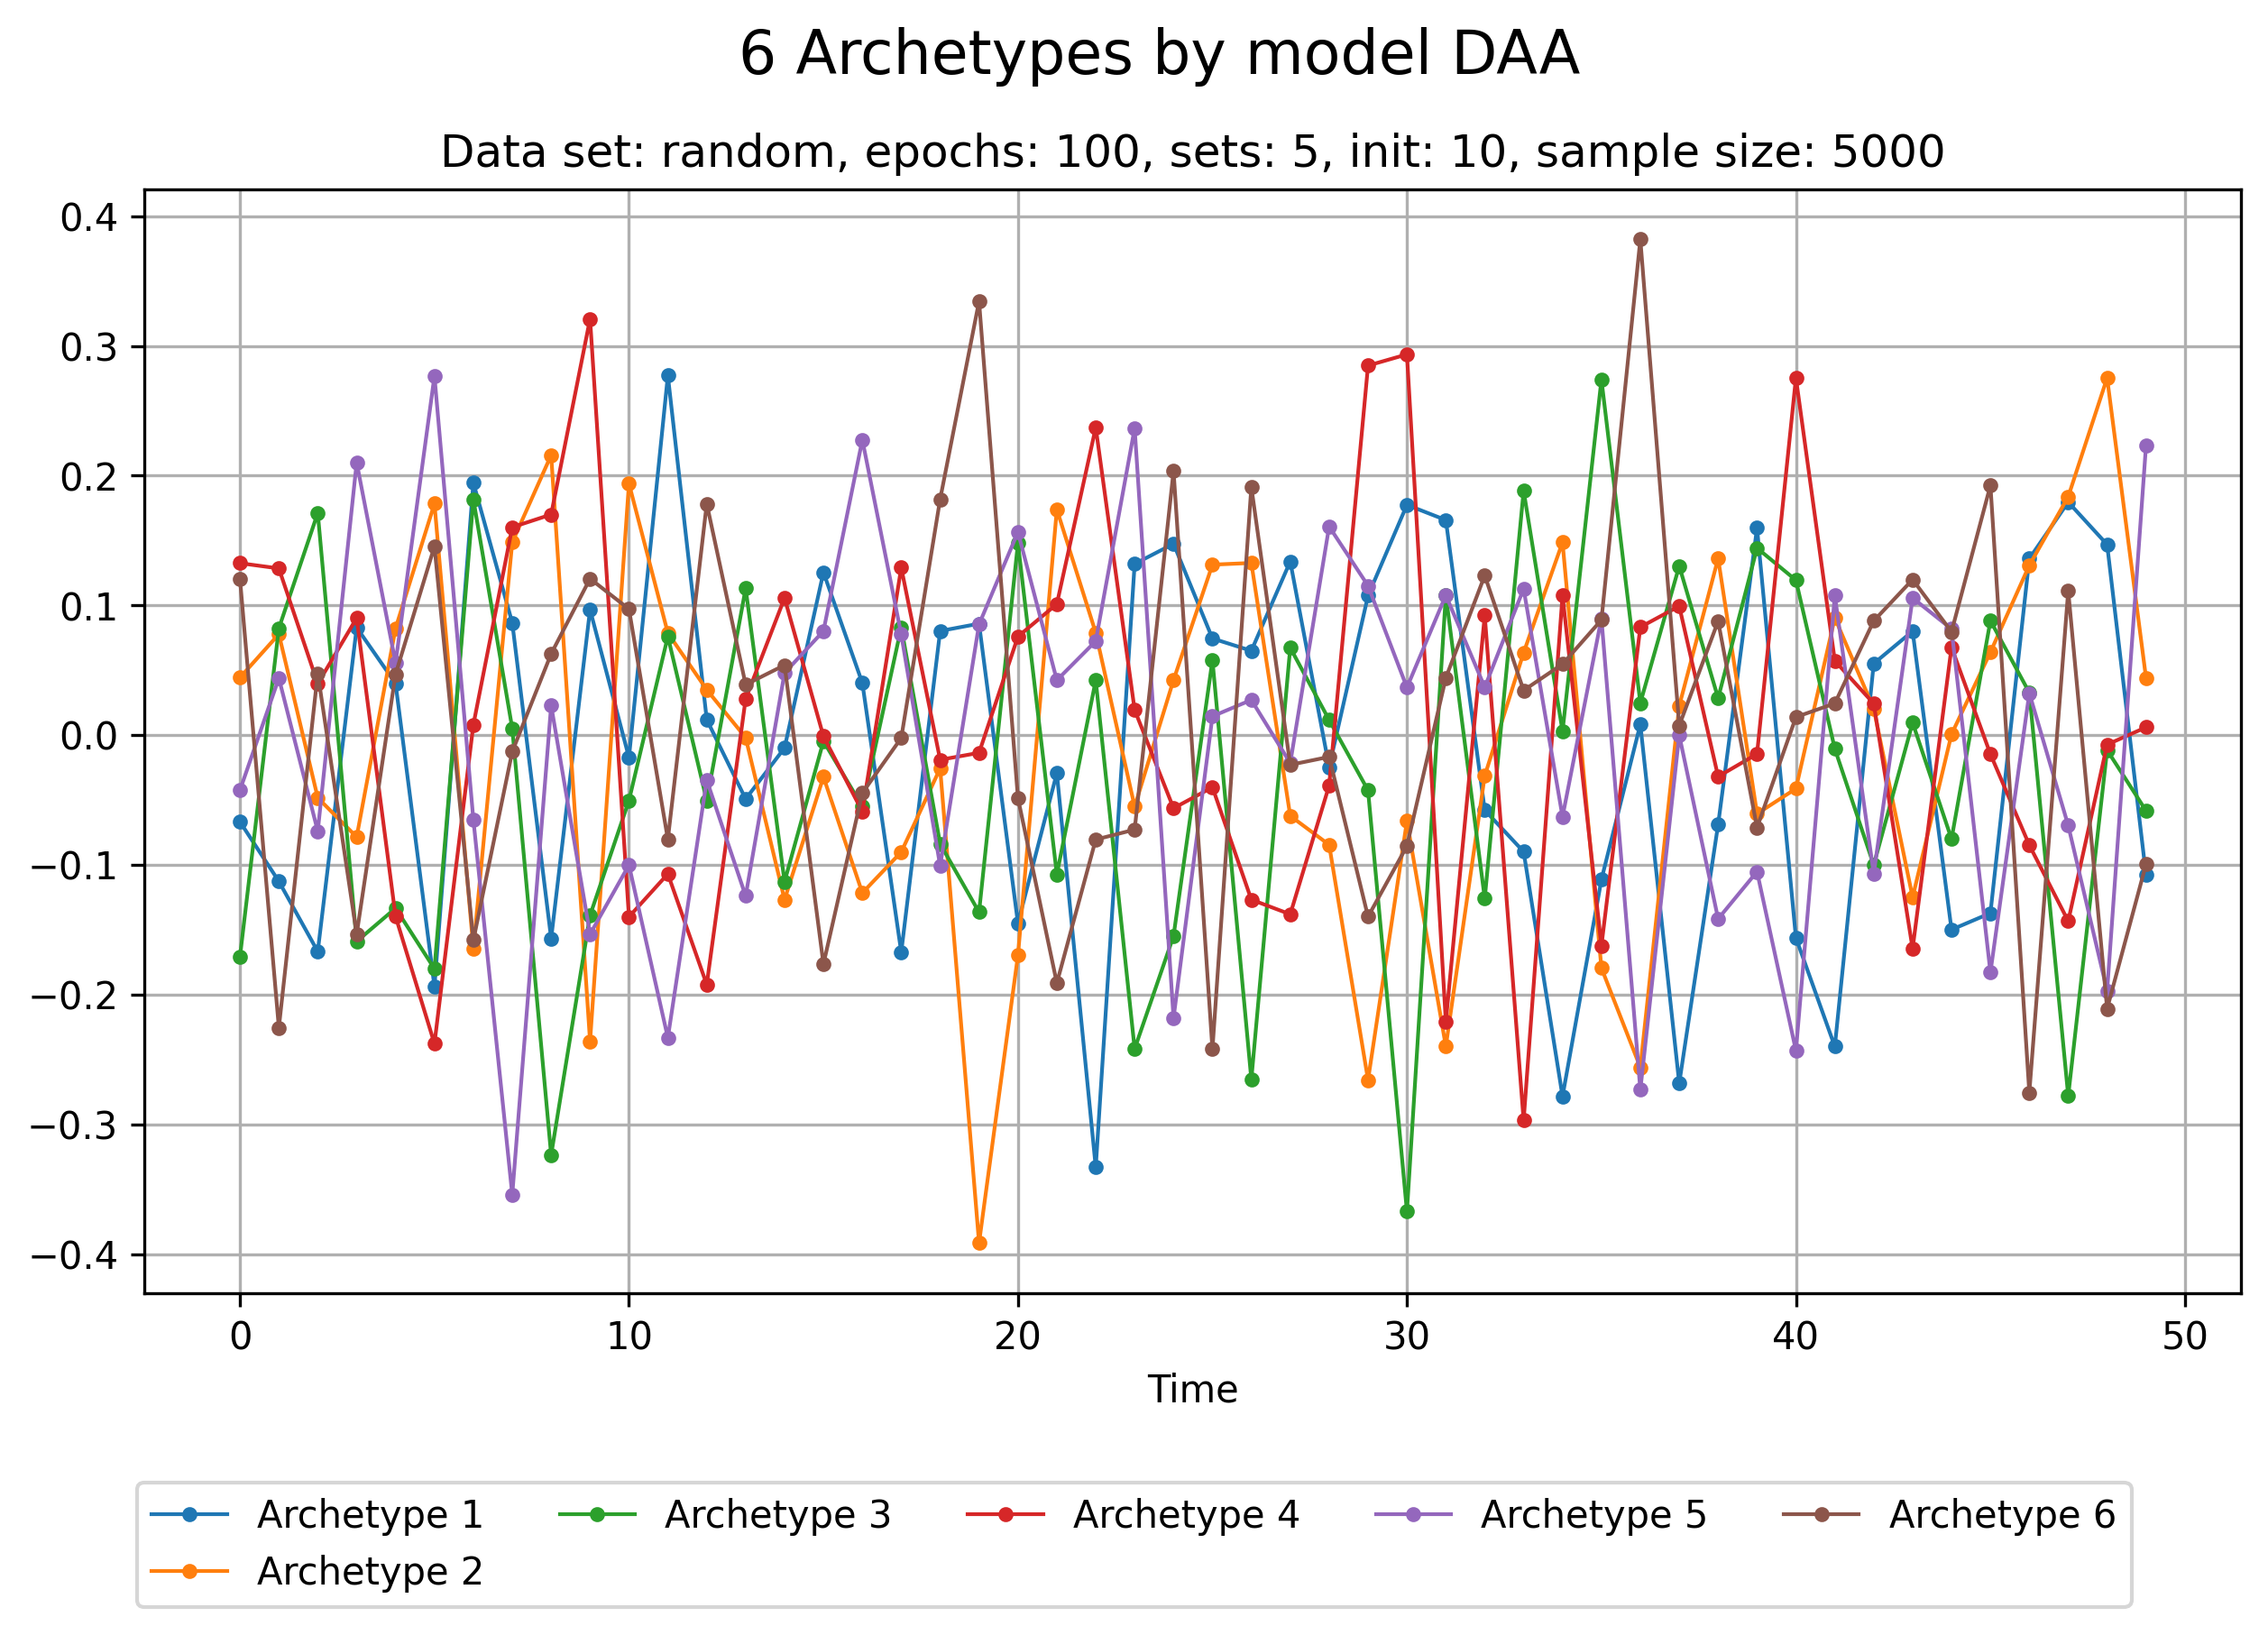 6 Archetypes by model DAA
Data set: random, epochs: 100, sets: 5, init: 10, sample size: 5000
0.4
0.3
0.2
0.1
0.0
−0.1
−0.2
−0.3
−0.4
0 10 20 30 40 50
Time
Archetype 1 Archetype 3 Archetype 4 Archetype 5 Archetype 6
Archetype 2